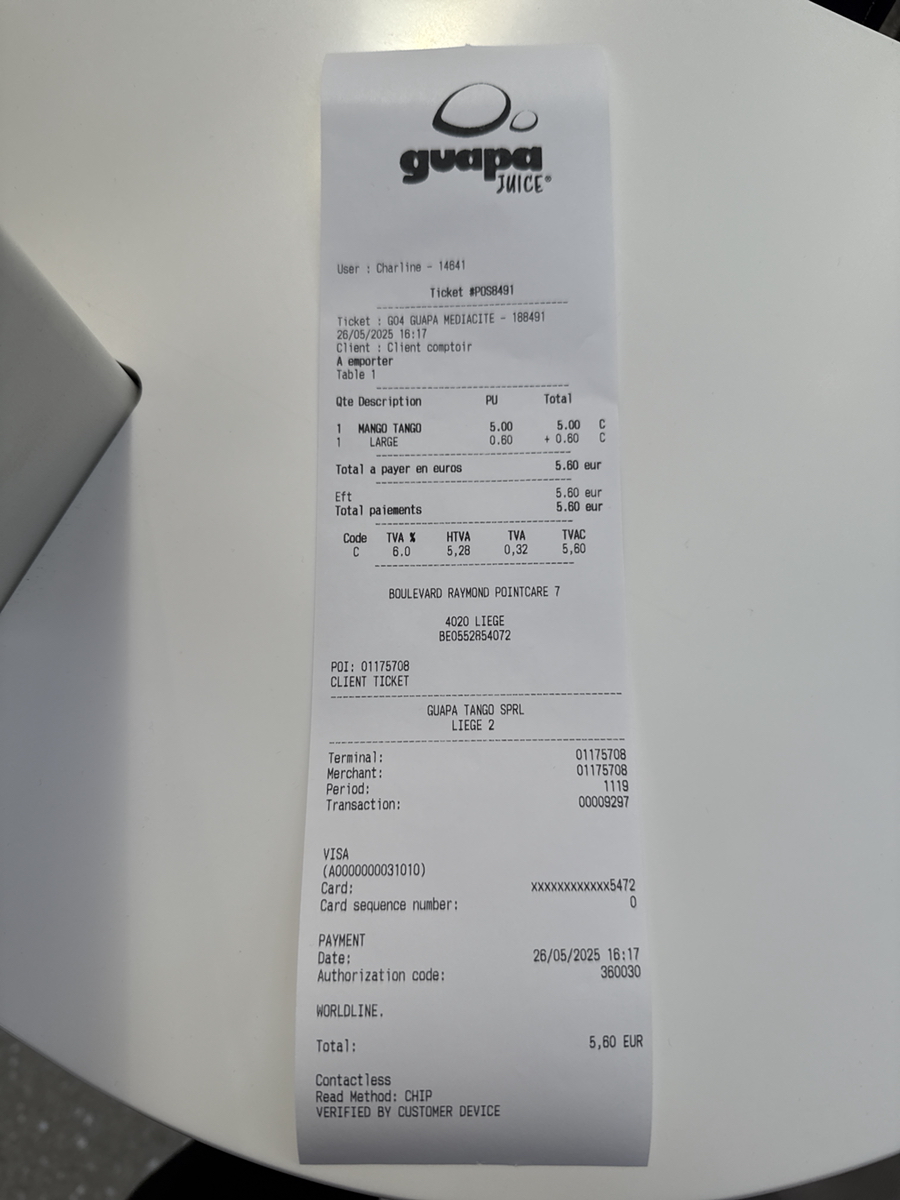 guapa
JUICE®
User : Charline - 14641
Ticket #POS8491
Ticket : G04 GUAPA MEDIACITE - 188491
26/05/2025 16:17
Client : Client comptoir
A emporter
Table 1
Qte Description PU Total
1 MANGO TANGO 5.00 5.00 C
1 LARGE 0.60 + 0.60 C
Total a payer en euros 5.60 eur
Eft 5.60 eur
Total paiements 5.60 eur
Code TVA % HTVA TVA TVAC
C 6.0 5,28 0,32 5,60
BOULEVARD RAYMOND POINTCARE 7
4020 LIEGE
BE0552854072
POI: 01175708
CLIENT TICKET
GUAPA TANGO SPRL
LIEGE 2
Terminal: 01175708
Merchant: 01175708
Period: 1119
Transaction: 00009297
VISA
(A0000000031010)
Card: xxxxxxxxxxxx5472
Card sequence number: 0
PAYMENT
Date: 26/05/2025 16:17
Authorization code: 360030
WORLDLINE.
Total: 5,60 EUR
Contactless
Read Method: CHIP
VERIFIED BY CUSTOMER DEVICE